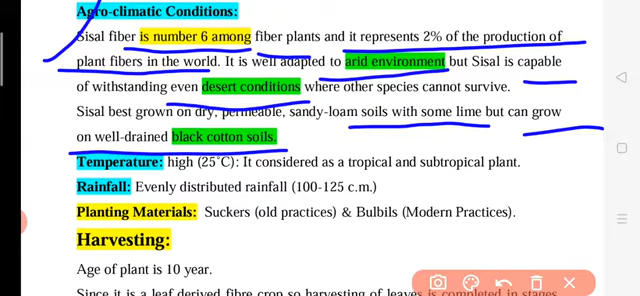 Agro-climatic Conditions:
Sisal fiber is number 6 among fiber plants and it represents 2% of the production of
plant fibers in the world. It is well adapted to arid environment but Sisal is capable
of withstanding even desert conditions where other species cannot survive.
Sisal best grown on dry, permeable, sandy-loam soils with some lime but can grow
on well-drained black cotton soils.
Temperature: high (25˚C): It considered as a tropical and subtropical plant.
Rainfall: Evenly distributed rainfall (100-125 c.m.)
Planting Materials: Suckers (old practices) & Bulbils (Modern Practices).
Harvesting:
Age of plant is 10 year.
Since it is a leaf derived fibre crop so harvesting of leaves is completed in stages